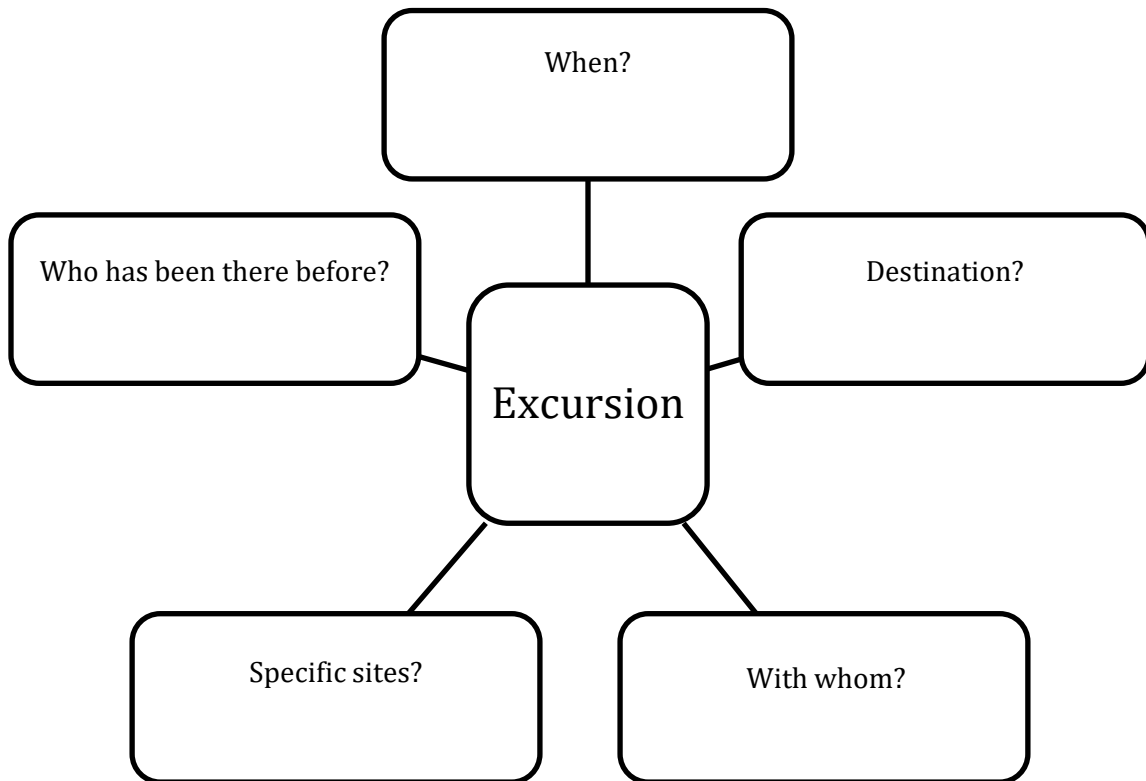 When?
Who has been there before?
Destination?
Excursion
Specific sites?
With whom?